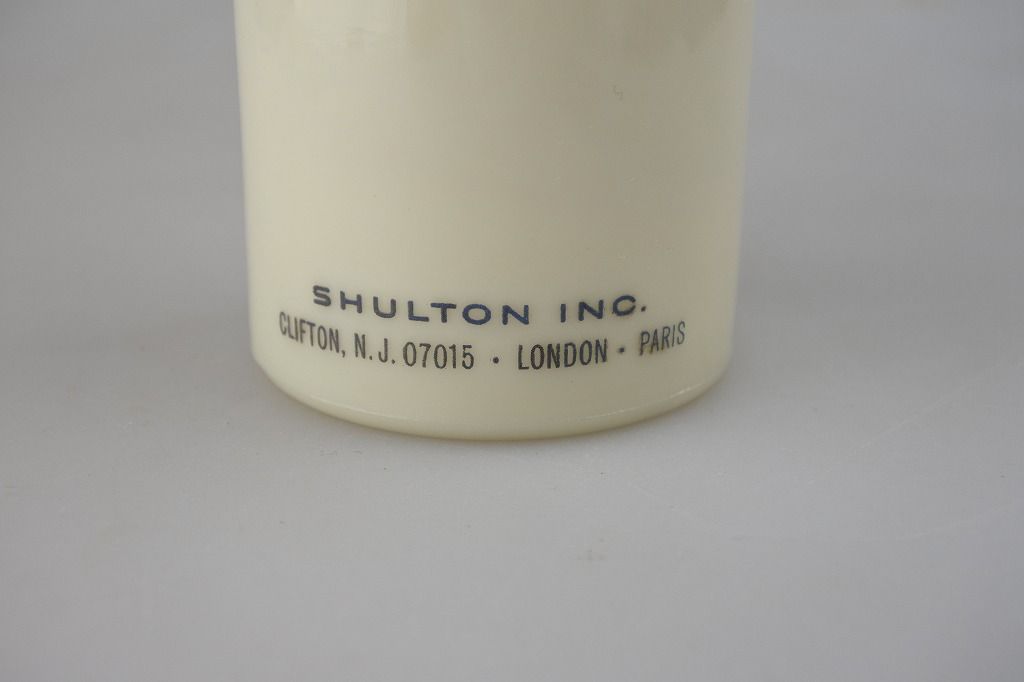 SHULTON INC.
CLIFTON, N.J. 07015 · LONDON · PARIS